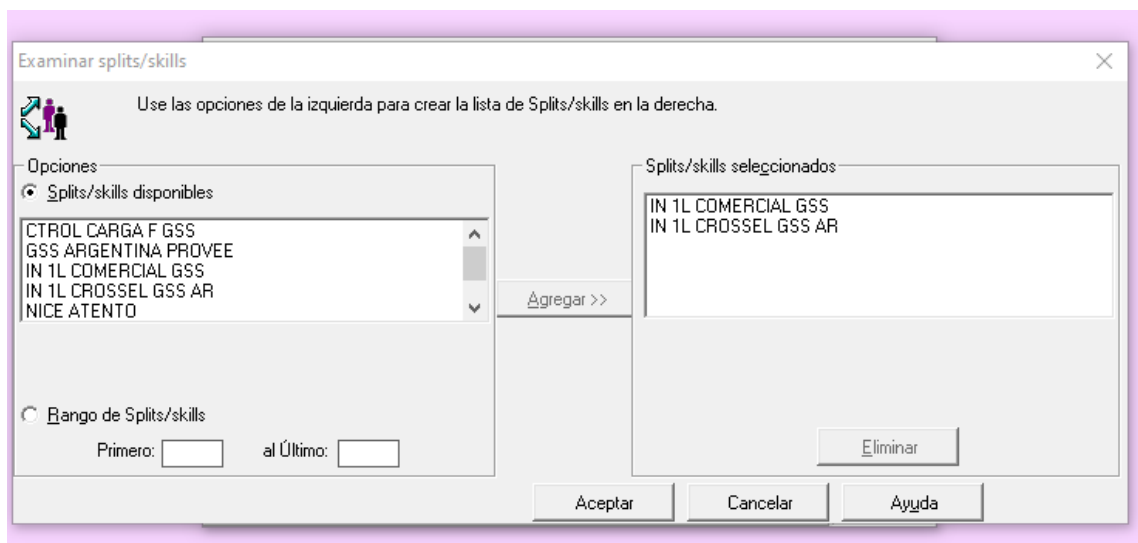 Examinar splits/skills
Use las opciones de la izquierda para crear la lista de Splits/skills en la derecha.
Opciones
Splits/skills disponibles
CTROL CARGA F GSS
GSS ARGENTINA PROVEE
IN 1L COMERCIAL GSS
IN 1L CROSSEL GSS AR
NICE ATENTO
Rango de Splits/skills
Primero:
al Último:
Agregar >>
Splits/skills seleccionados
IN 1L COMERCIAL GSS
IN 1L CROSSEL GSS AR
Eliminar
Aceptar
Cancelar
Ayuda